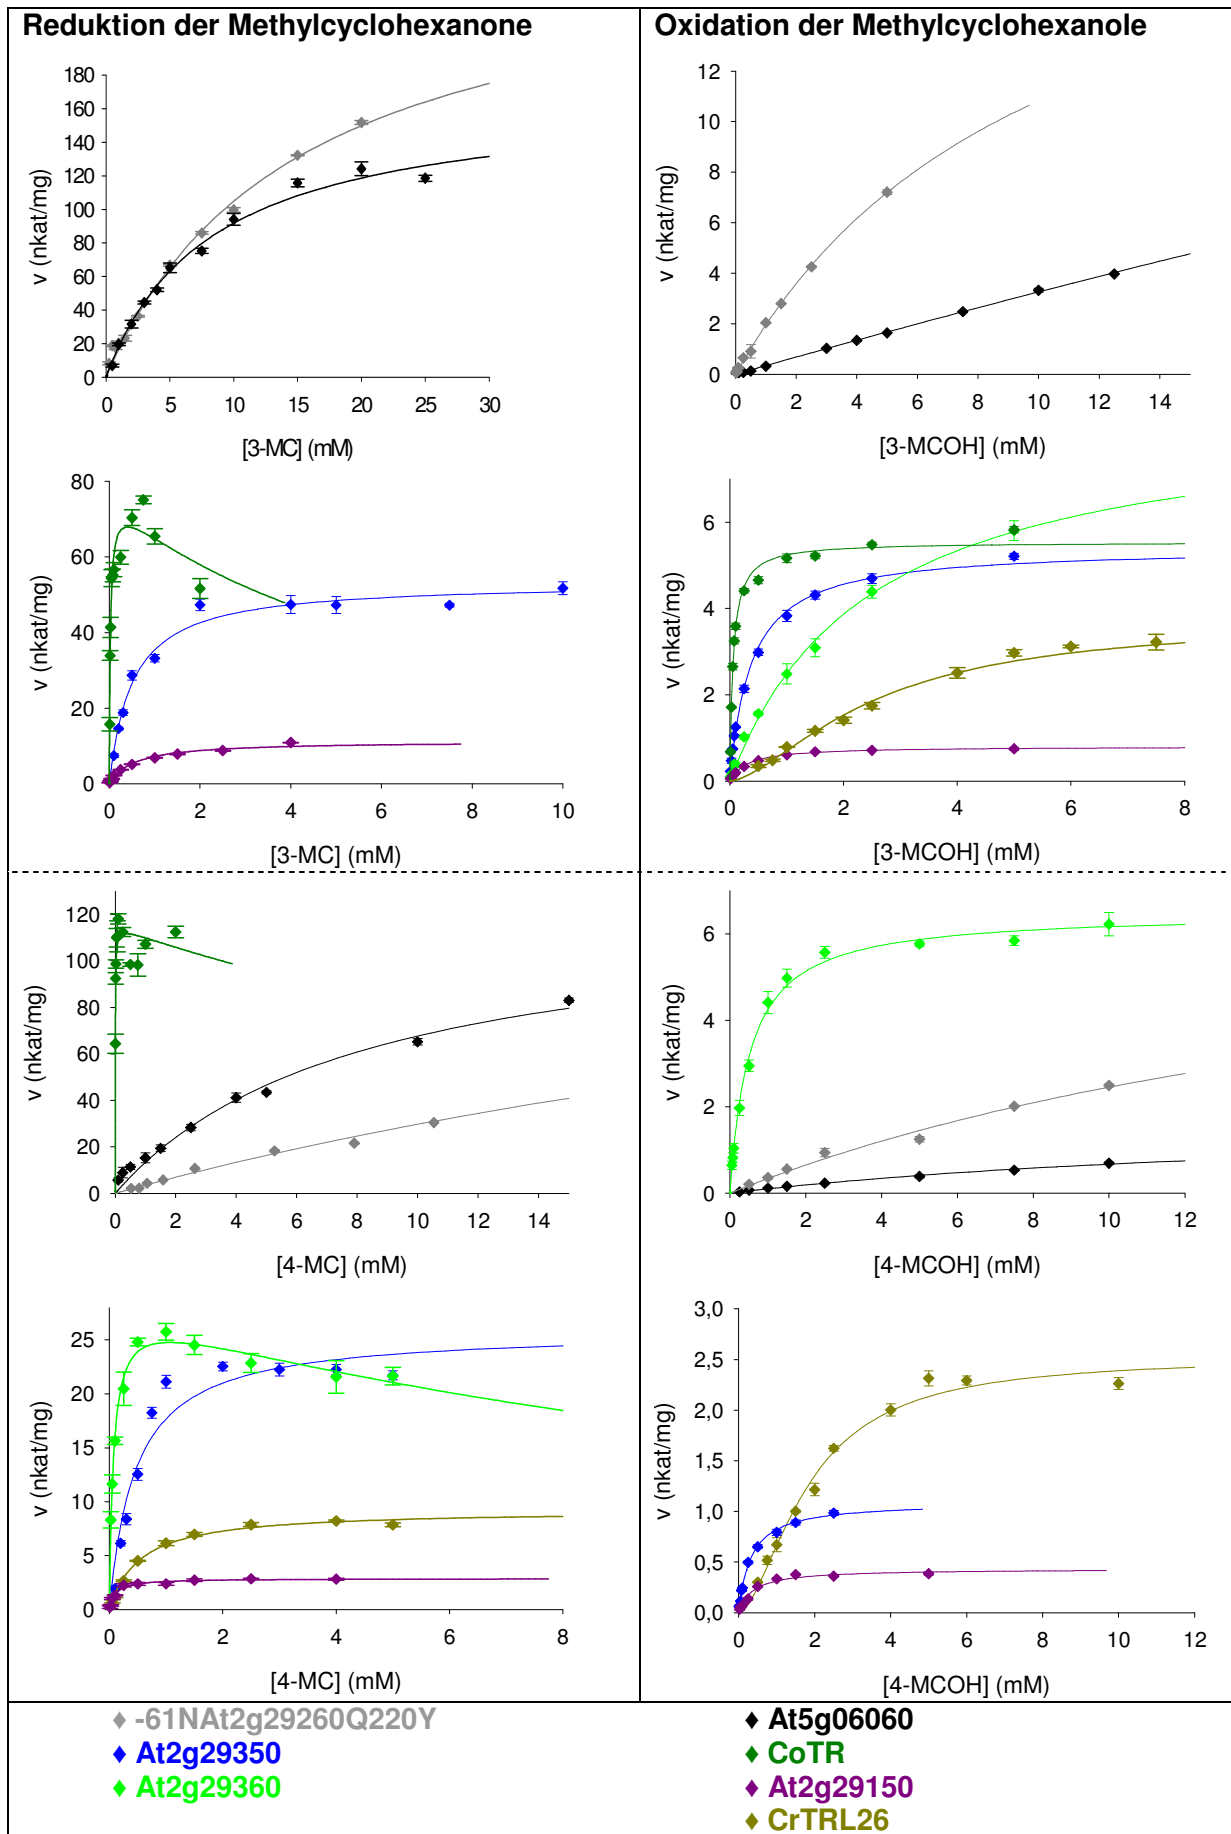 Reduktion der Methylcyclohexanone
Oxidation der Methylcyclohexanole
v (nkat/mg)
180
160
140
120
100
80
60
40
20
0
0 5 10 15 20 25 30
[3-MC] (mM)
v (nkat/mg)
12
10
8
6
4
2
0
0 2 4 6 8 10 12 14
[3-MCOH] (mM)
v (nkat/mg)
80
60
40
20
0
0 2 4 6 8 10
[3-MC] (mM)
v (nkat/mg)
6
4
2
0
0 2 4 6 8
[3-MCOH] (mM)
v (nkat/mg)
120
100
80
60
40
20
0
0 2 4 6 8 10 12 14
[4-MC] (mM)
v (nkat/mg)
6
4
2
0
0 2 4 6 8 10 12
[4-MCOH] (mM)
v (nkat/mg)
25
20
15
10
5
0
0 2 4 6 8
[4-MC] (mM)
v (nkat/mg)
3,0
2,5
2,0
1,5
1,0
0,5
0,0
0 2 4 6 8 10 12
[4-MCOH] (mM)
-61NAt2g29260Q220Y
At2g29350
At2g29360
At5g06060
CoTR
At2g29150
CrTRL26